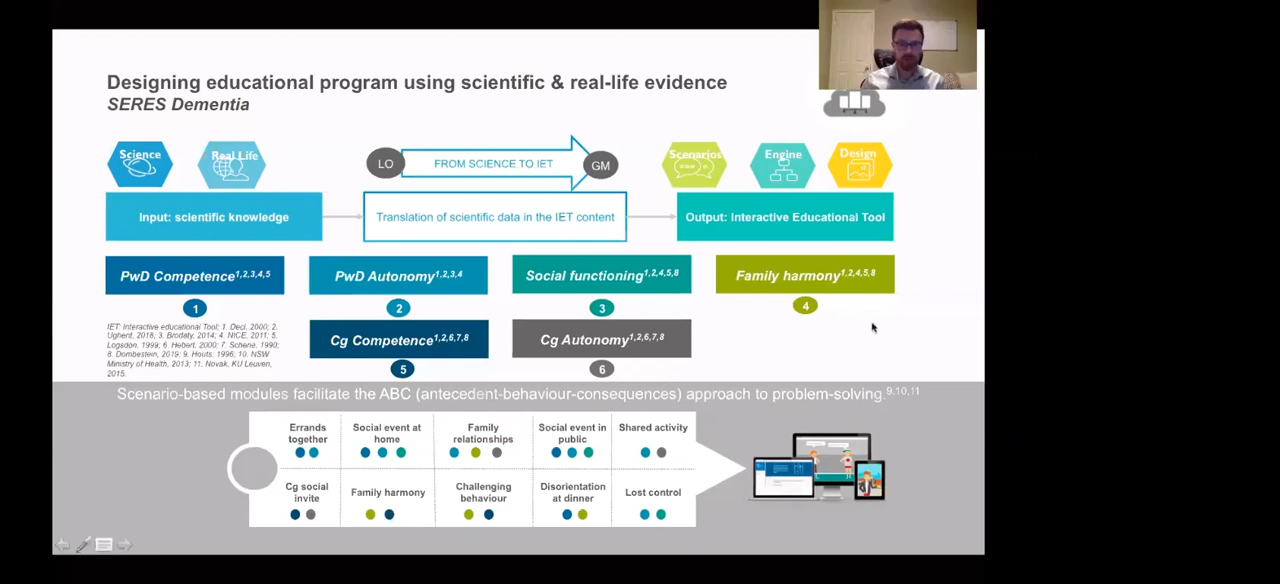 Designing educational program using scientific & real-life evidence
SERES Dementia
Science
Real Life
LO
FROM SCIENCE TO IET
GM
Scenarios
Engine
Design
Input: scientific knowledge
Translation of scientific data in the IET content
Output: Interactive Educational Tool
PwD Competence1,2,3,4,5
PwD Autonomy1,2,3,4
Social functioning1,2,4,5,8
Family harmony1,2,4,5,8
1
2
3
4
Cg Competence1,2,6,7,8
Cg Autonomy1,2,6,7,8
5
6
IET: Interactive educational Tool; 1. Deci, 2000; 2.
Ughent, 2018; 3. Brodaty, 2014; 4. NICE, 2011; 5.
Logsdon, 1999; 6. Hebert, 2000; 7. Schene, 1990;
8. Dombestein, 2019; 9. Houts, 1996; 10. NSW
Ministry of Health, 2013; 11. Novak, KU Leuven,
2015.
Scenario-based modules facilitate the ABC (antecedent-behaviour-consequences) approach to problem-solving.9,10,11
Errands
together
Social event at
home
Family
relationships
Social event in
public
Shared activity
Cg social
invite
Family harmony
Challenging
behaviour
Disorientation
at dinner
Lost control